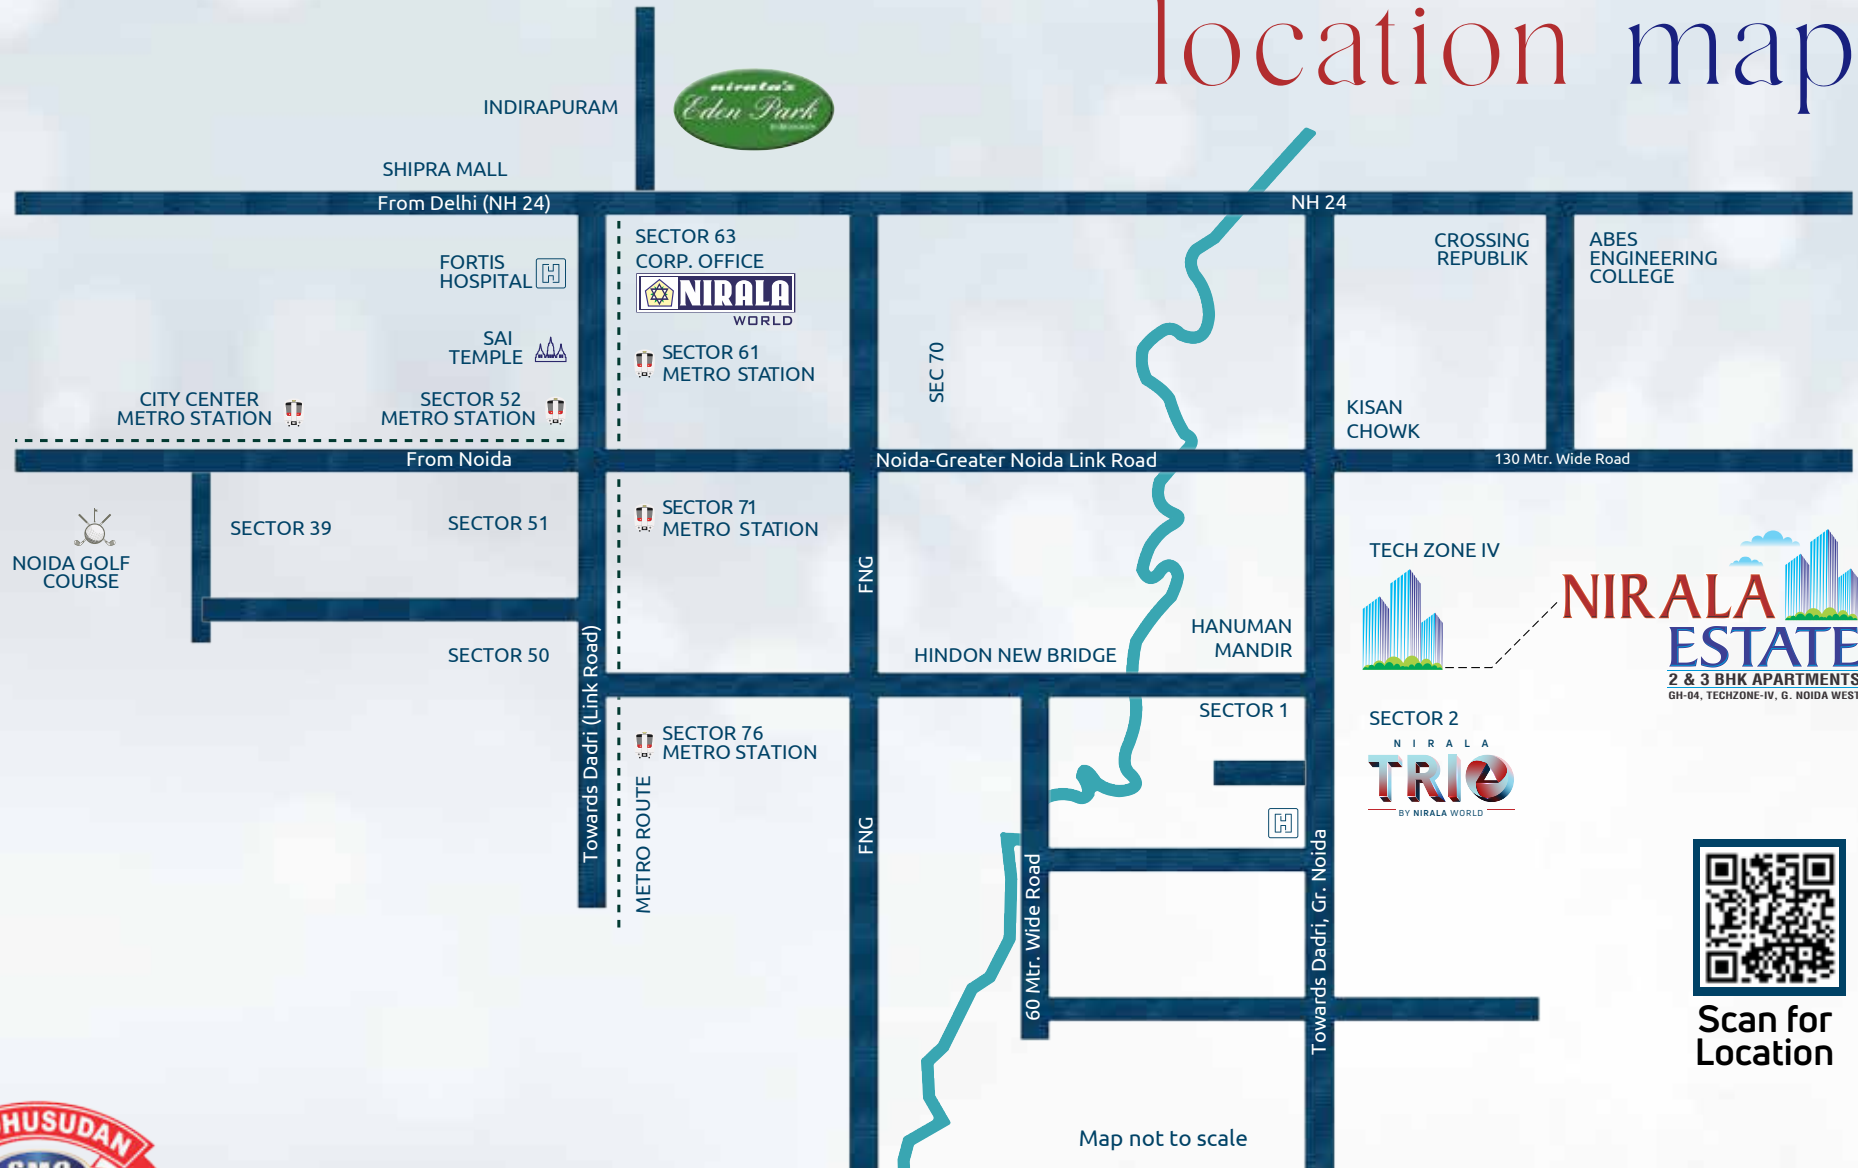 location map
INDIRAPURAM
nirala's
Eden Park
SHIPRA MALL
From Delhi (NH 24)
NH 24
SECTOR 63
CORP. OFFICE
NIRALA
WORLD
FORTIS
HOSPITAL
H
SAI
TEMPLE
SECTOR 61
METRO STATION
CITY CENTER
METRO STATION
SECTOR 52
METRO STATION
SEC 70
CROSSING
REPUBLIK
ABES
ENGINEERING
COLLEGE
KISAN
CHOWK
From Noida
Noida-Greater Noida Link Road
130 Mtr. Wide Road
NOIDA GOLF
COURSE
SECTOR 39
SECTOR 51
SECTOR 71
METRO STATION
FNG
TECH ZONE IV
NIRALA
ESTATE
2 & 3 BHK APARTMENTS
GH-04, TECHZONE-IV, G. NOIDA WEST
HANUMAN
MANDIR
HINDON NEW BRIDGE
SECTOR 50
Towards Dadri (Link Road)
SECTOR 76
METRO STATION
METRO ROUTE
FNG
SECTOR 1
H
SECTOR 2
NIRALA
TRIO
BY NIRALA WORLD
60 Mtr. Wide Road
Towards Dadri, Gr. Noida
Scan for
Location
Map not to scale
HUSUDAN